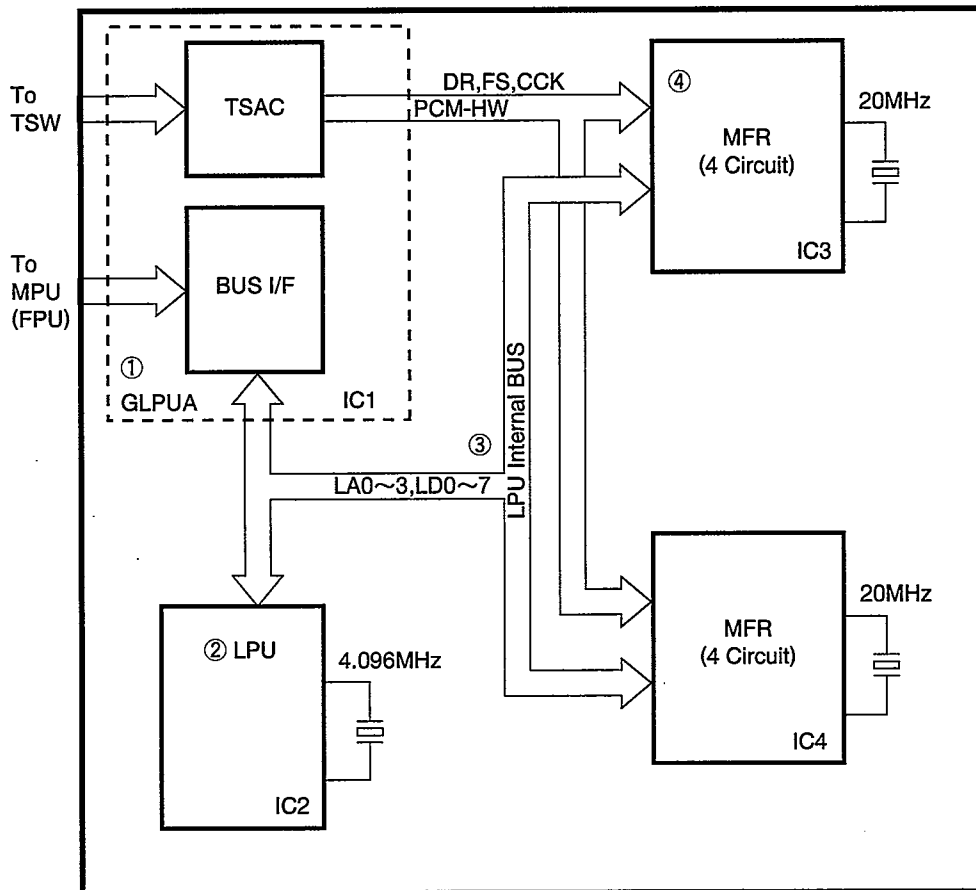 To
TSW
TSAC
DR,FS,CCK
PCM-HW
④
MFR
(4 Circuit)
IC3
20MHz
To
MPU
(FPU)
BUS I/F
①
GLPUA
IC1
③
LA0～3,LD0～7
LPU Internal BUS
② LPU
4.096MHz
IC2
MFR
(4 Circuit)
IC4
20MHz